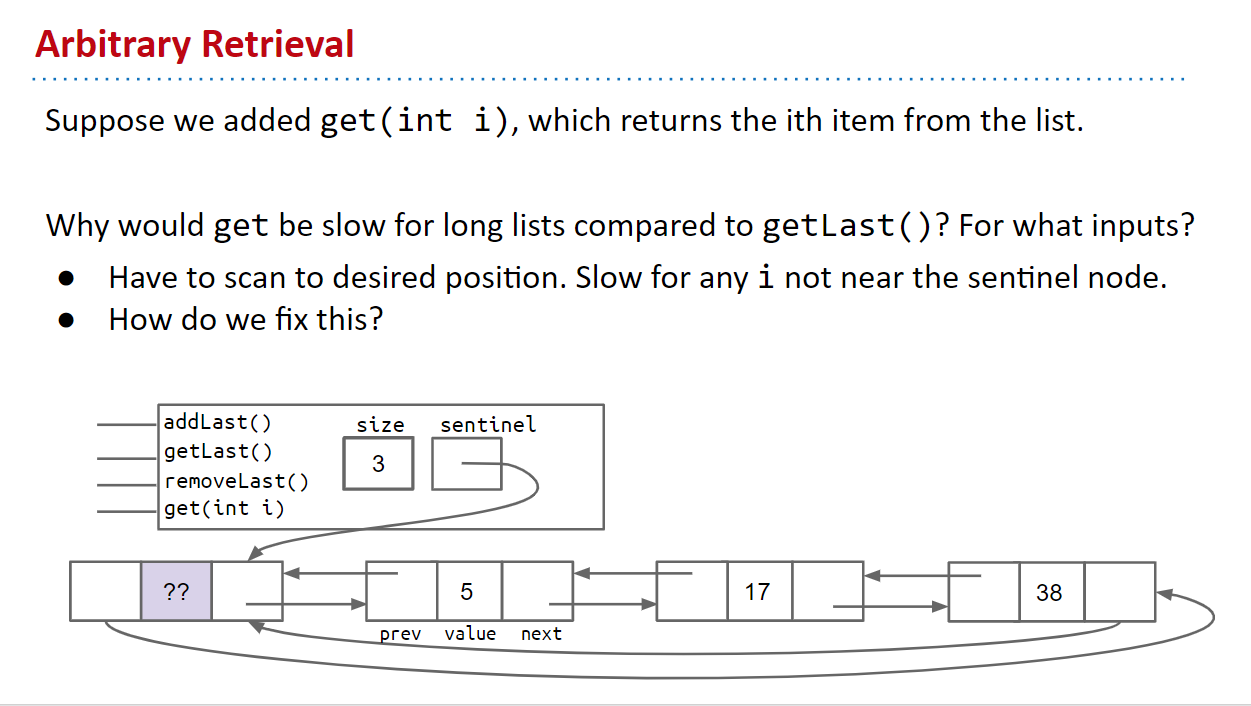 Arbitrary Retrieval
Suppose we added get(int i), which returns the ith item from the list.
Why would get be slow for long lists compared to getLast()? For what inputs?
● Have to scan to desired position. Slow for any i not near the sentinel node.
● How do we fix this?
addLast()
getLast()
removeLast()
get(int i)
size
sentinel
3
??
5
17
38
prev value next